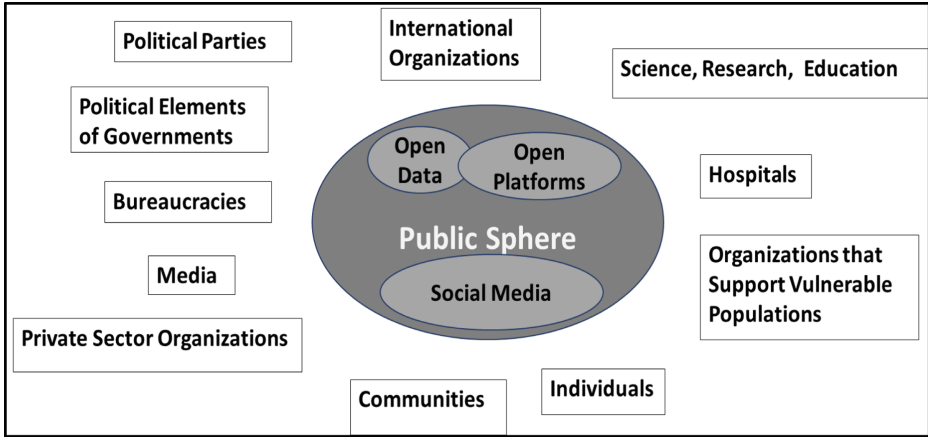 Political Parties
International
Organizations
Science, Research, Education
Political Elements
of Governments
Open
Data
Open
Platforms
Hospitals
Bureaucracies
Public Sphere
Organizations that
Support Vulnerable
Populations
Media
Social Media
Private Sector Organizations
Communities
Individuals